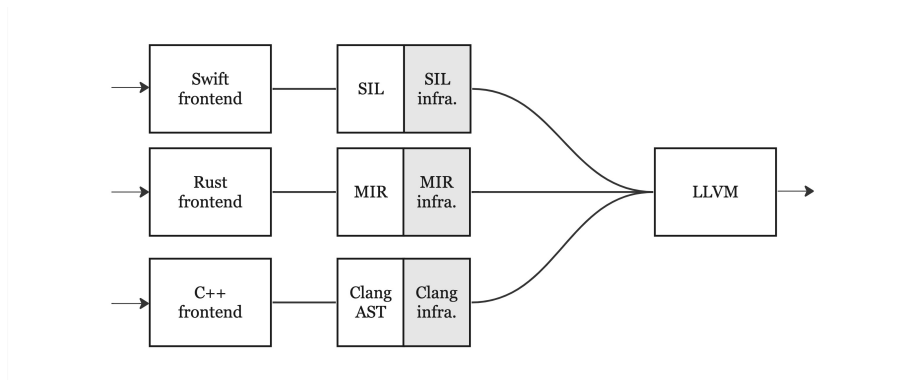 Swift
frontend
SIL
SIL
infra.
Rust
frontend
MIR
MIR
infra.
LLVM
C++
frontend
Clang
AST
Clang
infra.